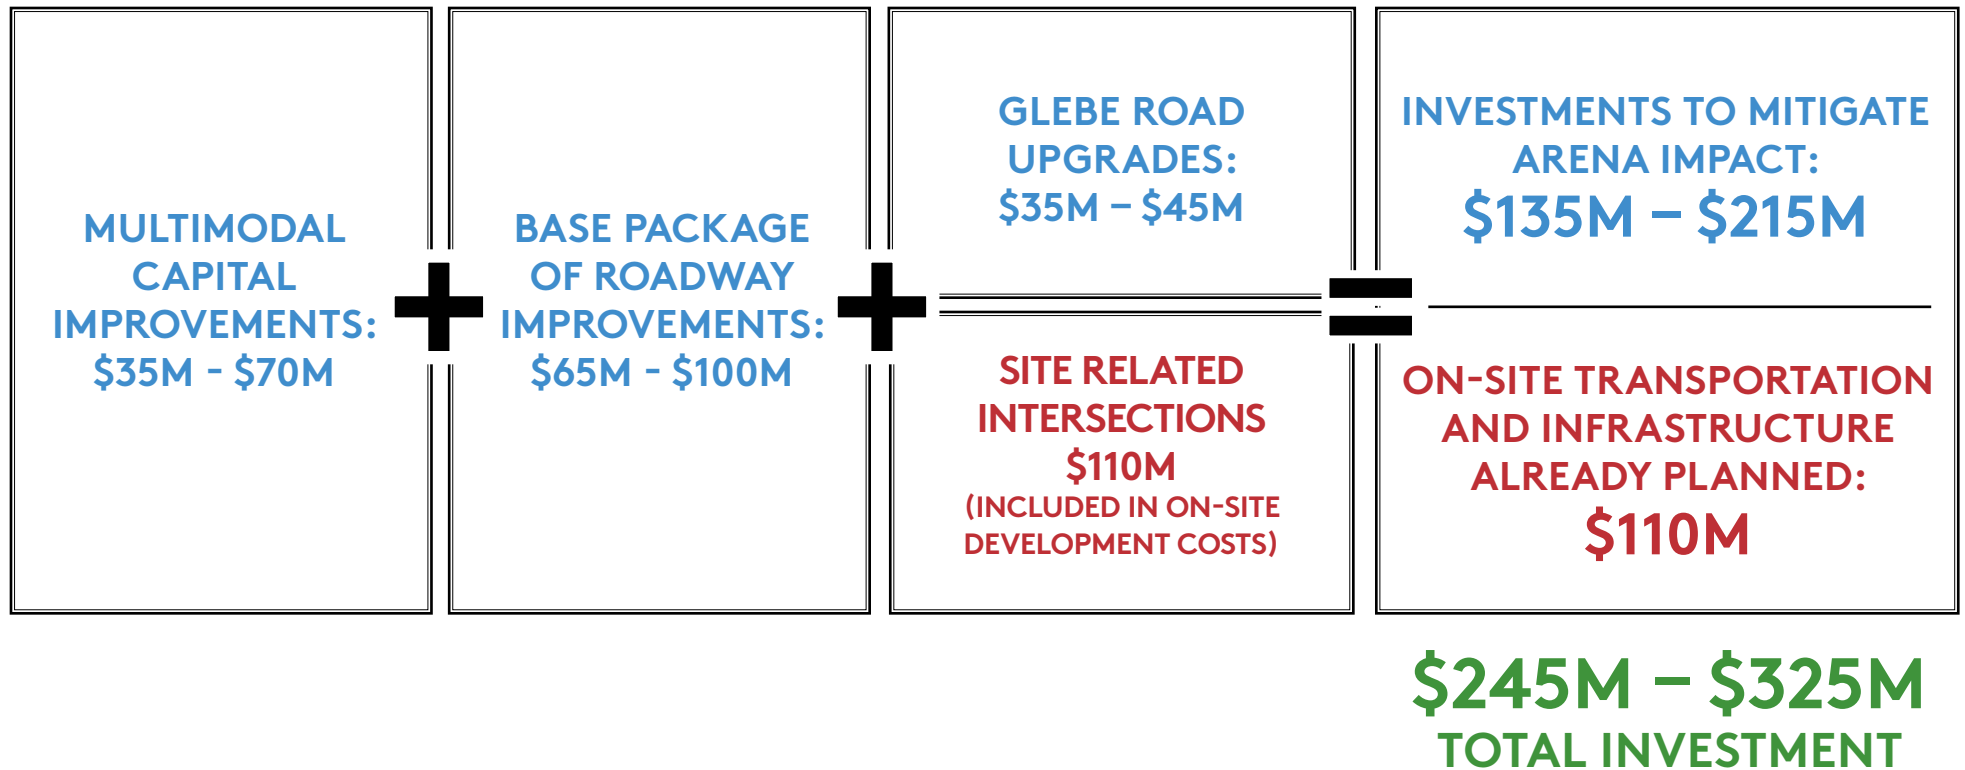 MULTIMODAL
CAPITAL
IMPROVEMENTS:
$35M - $70M
+
BASE PACKAGE
OF ROADWAY
IMPROVEMENTS:
$65M - $100M
+
GLEBE ROAD
UPGRADES:
$35M – $45M
SITE RELATED
INTERSECTIONS
$110M
(INCLUDED IN ON-SITE
DEVELOPMENT COSTS)
=
INVESTMENTS TO MITIGATE
ARENA IMPACT:
$135M – $215M
ON-SITE TRANSPORTATION
AND INFRASTRUCTURE
ALREADY PLANNED:
$110M
$245M – $325M
TOTAL INVESTMENT